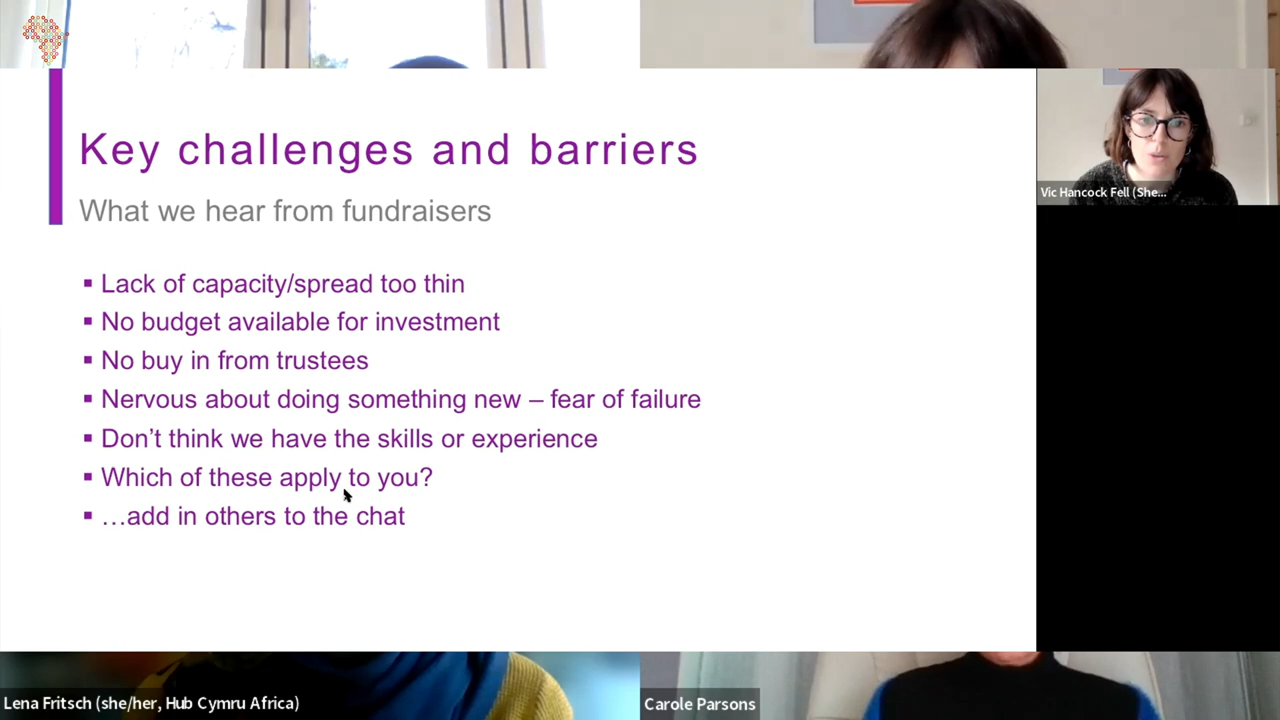 Key challenges and barriers
What we hear from fundraisers
▪ Lack of capacity/spread too thin
▪ No budget available for investment
▪ No buy in from trustees
▪ Nervous about doing something new – fear of failure
▪ Don’t think we have the skills or experience
▪ Which of these apply to you?
▪ …add in others to the chat
Vic Hancock Fell (She...
Lena Fritsch (she/her, Hub Cymru Africa)
Carole Parsons